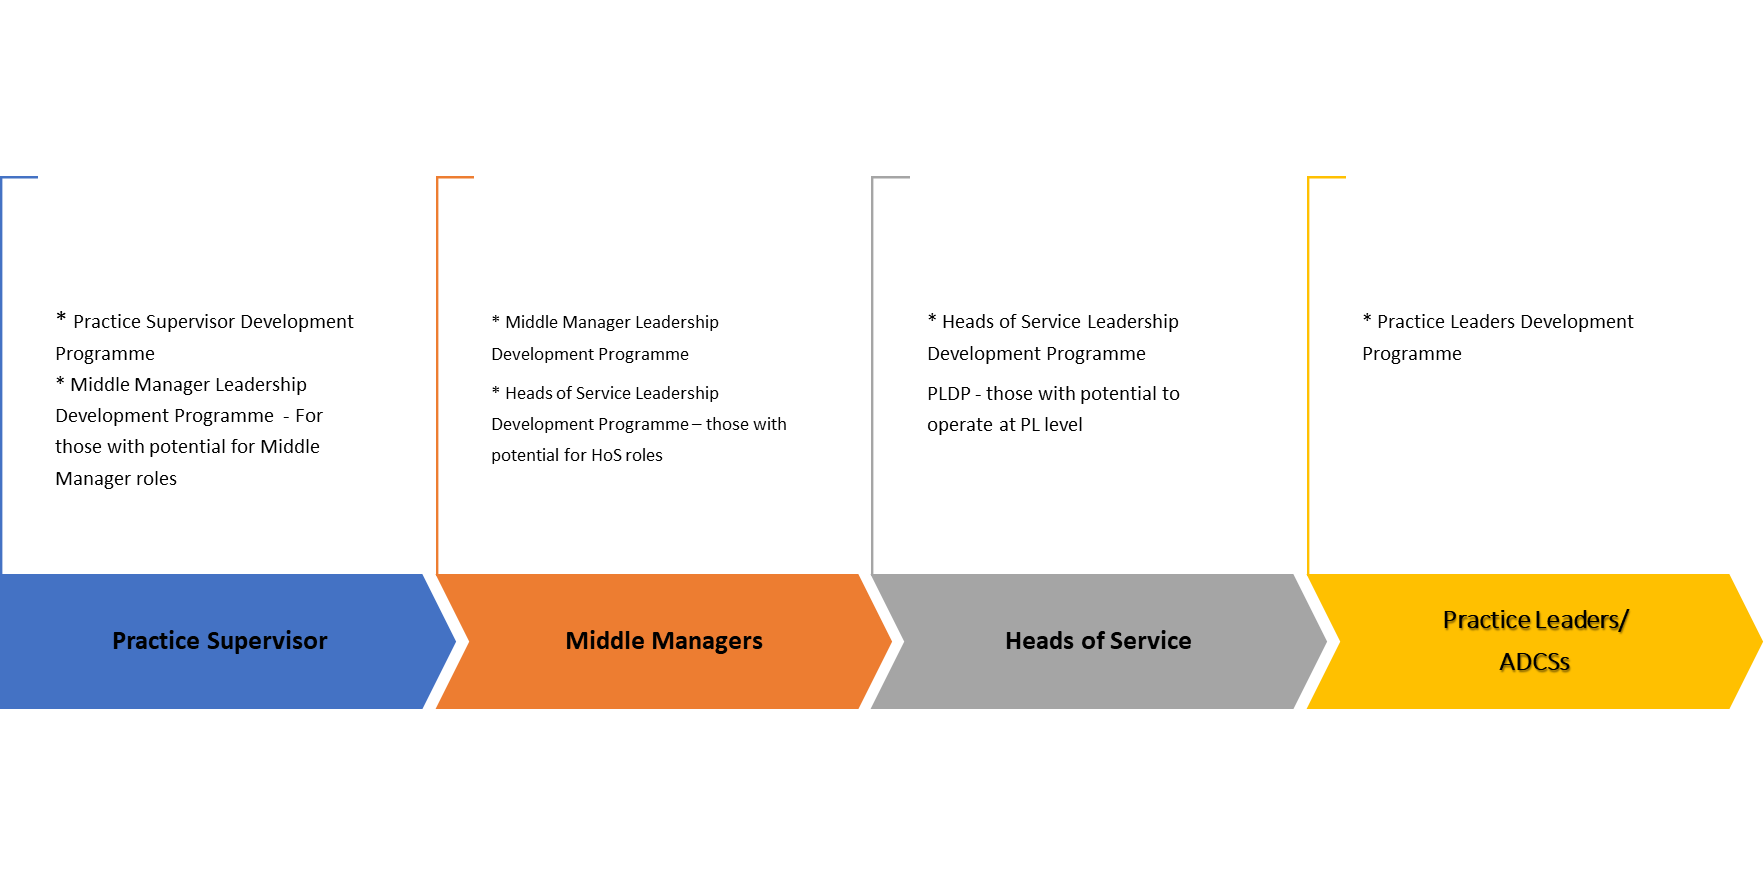 * Practice Supervisor Development
Programme
* Middle Manager Leadership
Development Programme  - For
those with potential for Middle
Manager roles
* Middle Manager Leadership
Development Programme
* Heads of Service Leadership
Development Programme – those with
potential for HoS roles
* Heads of Service Leadership
Development Programme
PLDP - those with potential to
operate at PL level
* Practice Leaders Development
Programme
Practice Supervisor
Middle Managers
Heads of Service
Practice Leaders/
ADCSs